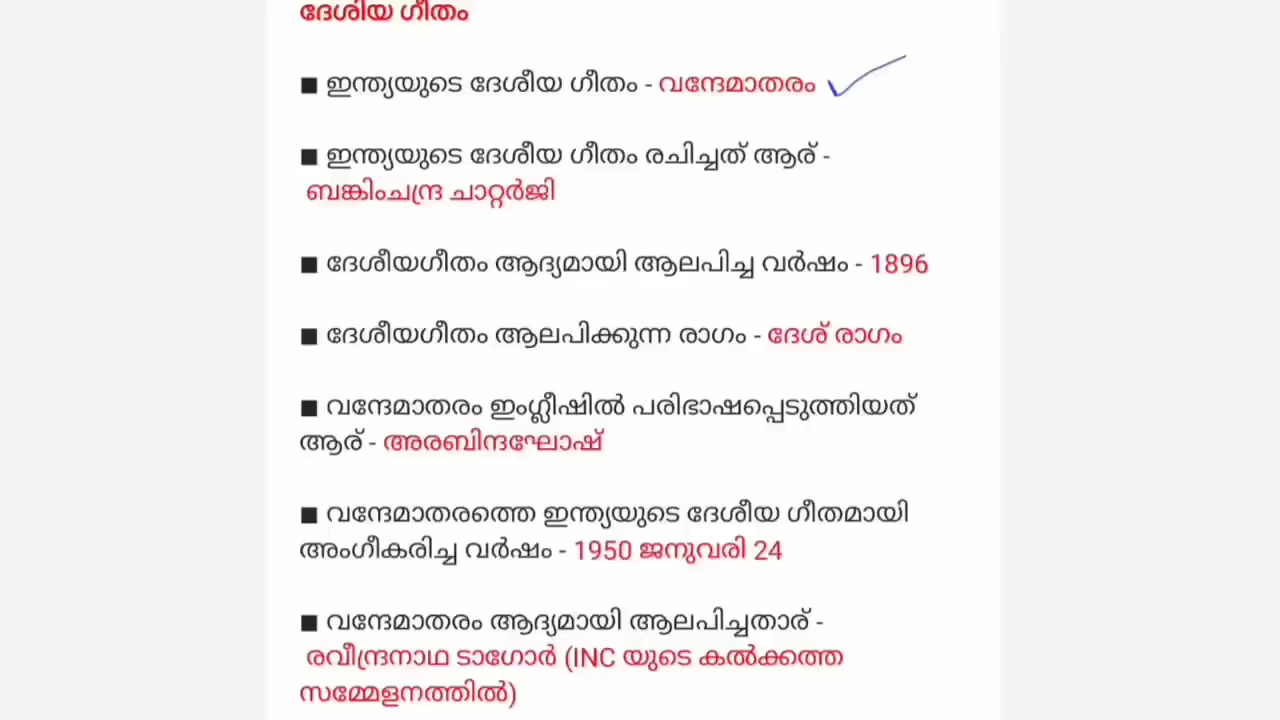 ദേശീയ ഗീതം
■ ഇന്ത്യയുടെ ദേശീയ ഗീതം - വന്ദേമാതരം
■ ഇന്ത്യയുടെ ദേശീയ ഗീതം രചിച്ചത് ആര് -
ബങ്കിംചന്ദ്ര ചാറ്റർജി
■ ദേശീയഗീതം ആദ്യമായി ആലപിച്ച വർഷം - 1896
■ ദേശീയഗീതം ആലപിക്കുന്ന രാഗം - ദേശ് രാഗം
■ വന്ദേമാതരം ഇംഗ്ലീഷിൽ പരിഭാഷപ്പെടുത്തിയത്
ആര് - അരബിന്ദഘോഷ്
■ വന്ദേമാതരത്തെ ഇന്ത്യയുടെ ദേശീയ ഗീതമായി
അംഗീകരിച്ച വർഷം - 1950 ജനുവരി 24
■ വന്ദേമാതരം ആദ്യമായി ആലപിച്ചതാര് -
രവീന്ദ്രനാഥ ടാഗോർ (INC യുടെ കൽക്കത്ത
സമ്മേളനത്തിൽ)